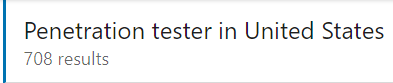 Penetration tester in United States
708 results